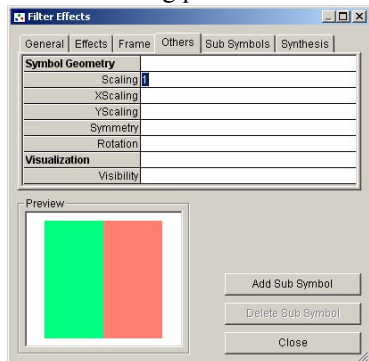 Filter Effects
General Effects Frame Others Sub Symbols Synthesis
Symbol Geometry
Scaling 1
XScaling
YScaling
Symmetry
Rotation
Visualization
Visibility
Preview
Add Sub Symbol
Delete Sub Symbol
Close